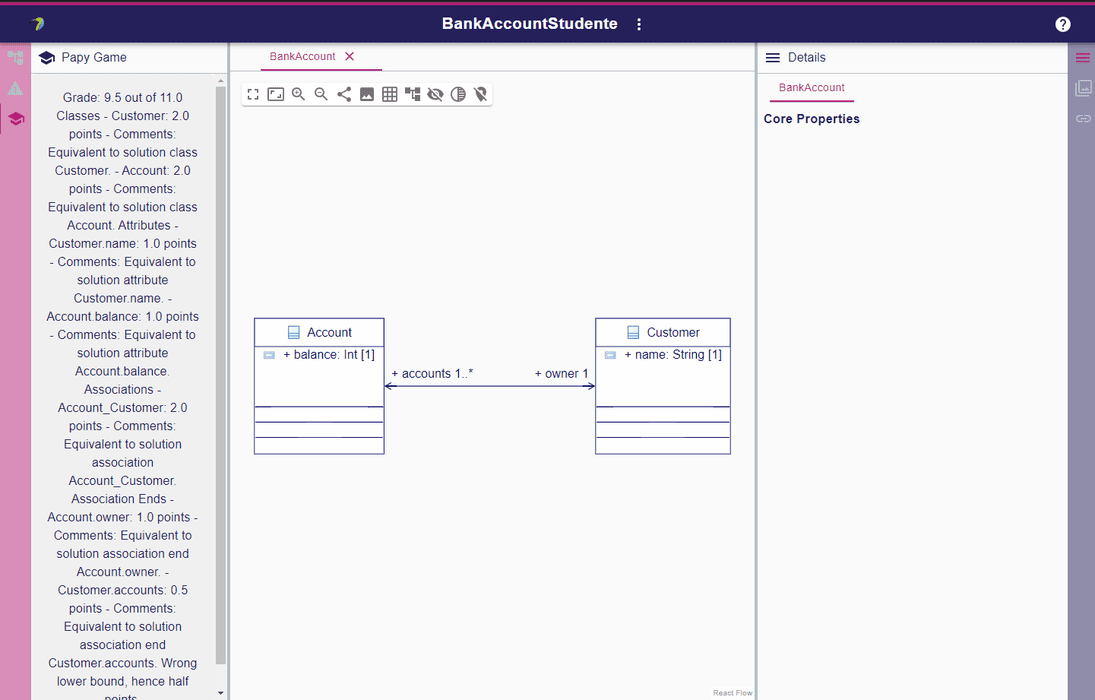 BankAccountStudente
Papy Game
Grade: 9.5 out of 11.0
Classes - Customer: 2.0
points - Comments:
Equivalent to solution class
Customer. - Account: 2.0
points - Comments:
Equivalent to solution class
Account. Attributes -
Customer.name: 1.0 points
- Comments: Equivalent to
solution attribute
Customer.name. -
Account.balance: 1.0 points
- Comments: Equivalent to
solution attribute
Account.balance.
Associations -
Account_Customer: 2.0
points - Comments:
Equivalent to solution
association
Account_Customer.
Association Ends -
Account.owner: 1.0 points -
Comments: Equivalent to
solution association end
Account.owner. -
Customer.accounts: 0.5
points - Comments:
Equivalent to solution
association end
Customer.accounts. Wrong
lower bound, hence half
points
BankAccount
Account
+ balance: Int [1]
+ accounts 1..*
+ owner 1
Customer
+ name: String [1]
React Flow
Details
BankAccount
Core Properties